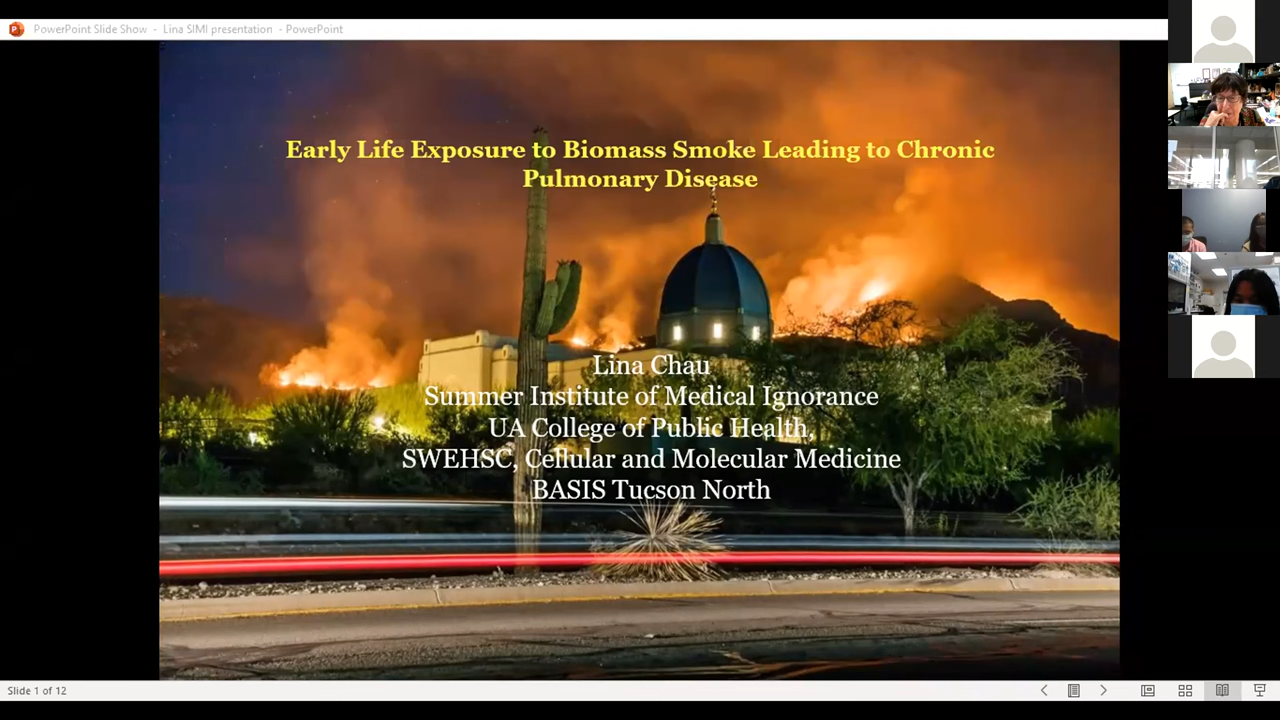 PowerPoint Slide Show - Lina SIMI presentation - PowerPoint
Early Life Exposure to Biomass Smoke Leading to Chronic
Pulmonary Disease
Lina Chau
Summer Institute of Medical Ignorance
UA College of Public Health,
SWEHSC, Cellular and Molecular Medicine
BASIS Tucson North
Slide 1 of 12